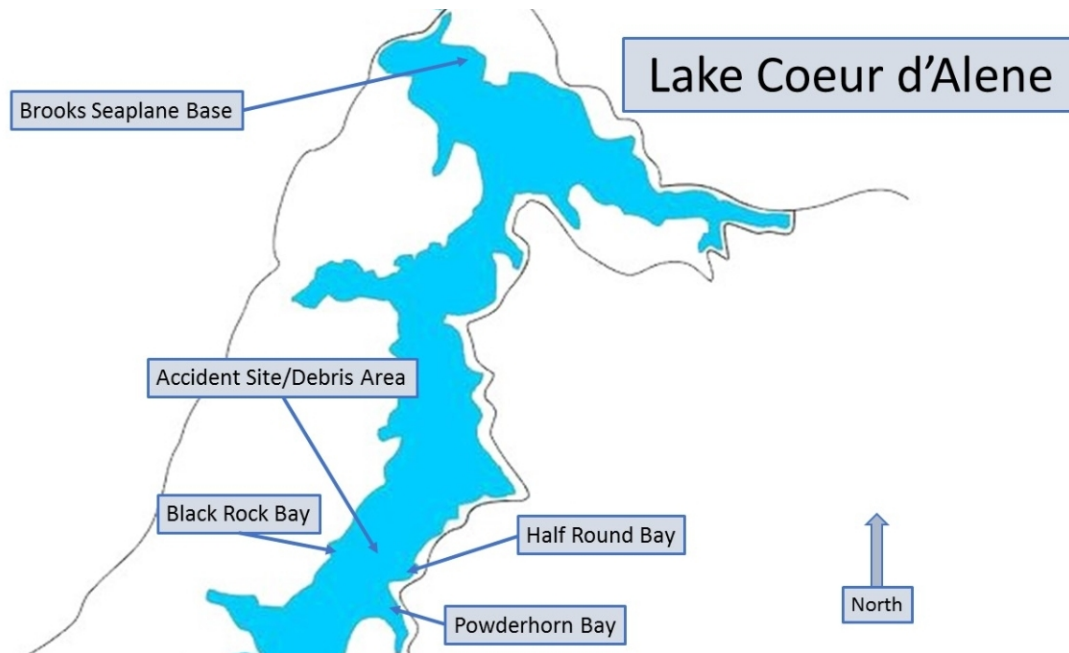 Lake Coeur d'Alene
Brooks Seaplane Base
Accident Site/Debris Area
Black Rock Bay
Half Round Bay
Powderhorn Bay
North